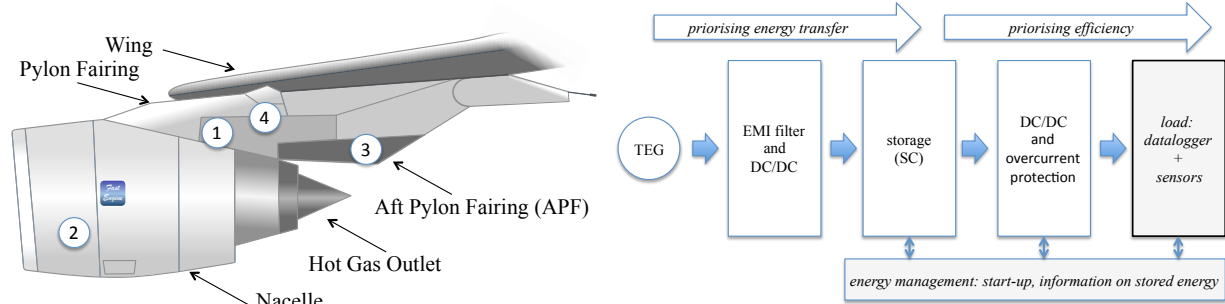 Wing
Pylon Fairing
1
4
3
2
Fast
Engine
Aft Pylon Fairing (APF)
Hot Gas Outlet
Nacelle
priorising energy transfer
priorising efficiency
TEG
EMI filter
and
DC/DC
storage
(SC)
DC/DC
and
overcurrent
protection
load:
datalogger
+
sensors
energy management: start-up, information on stored energy